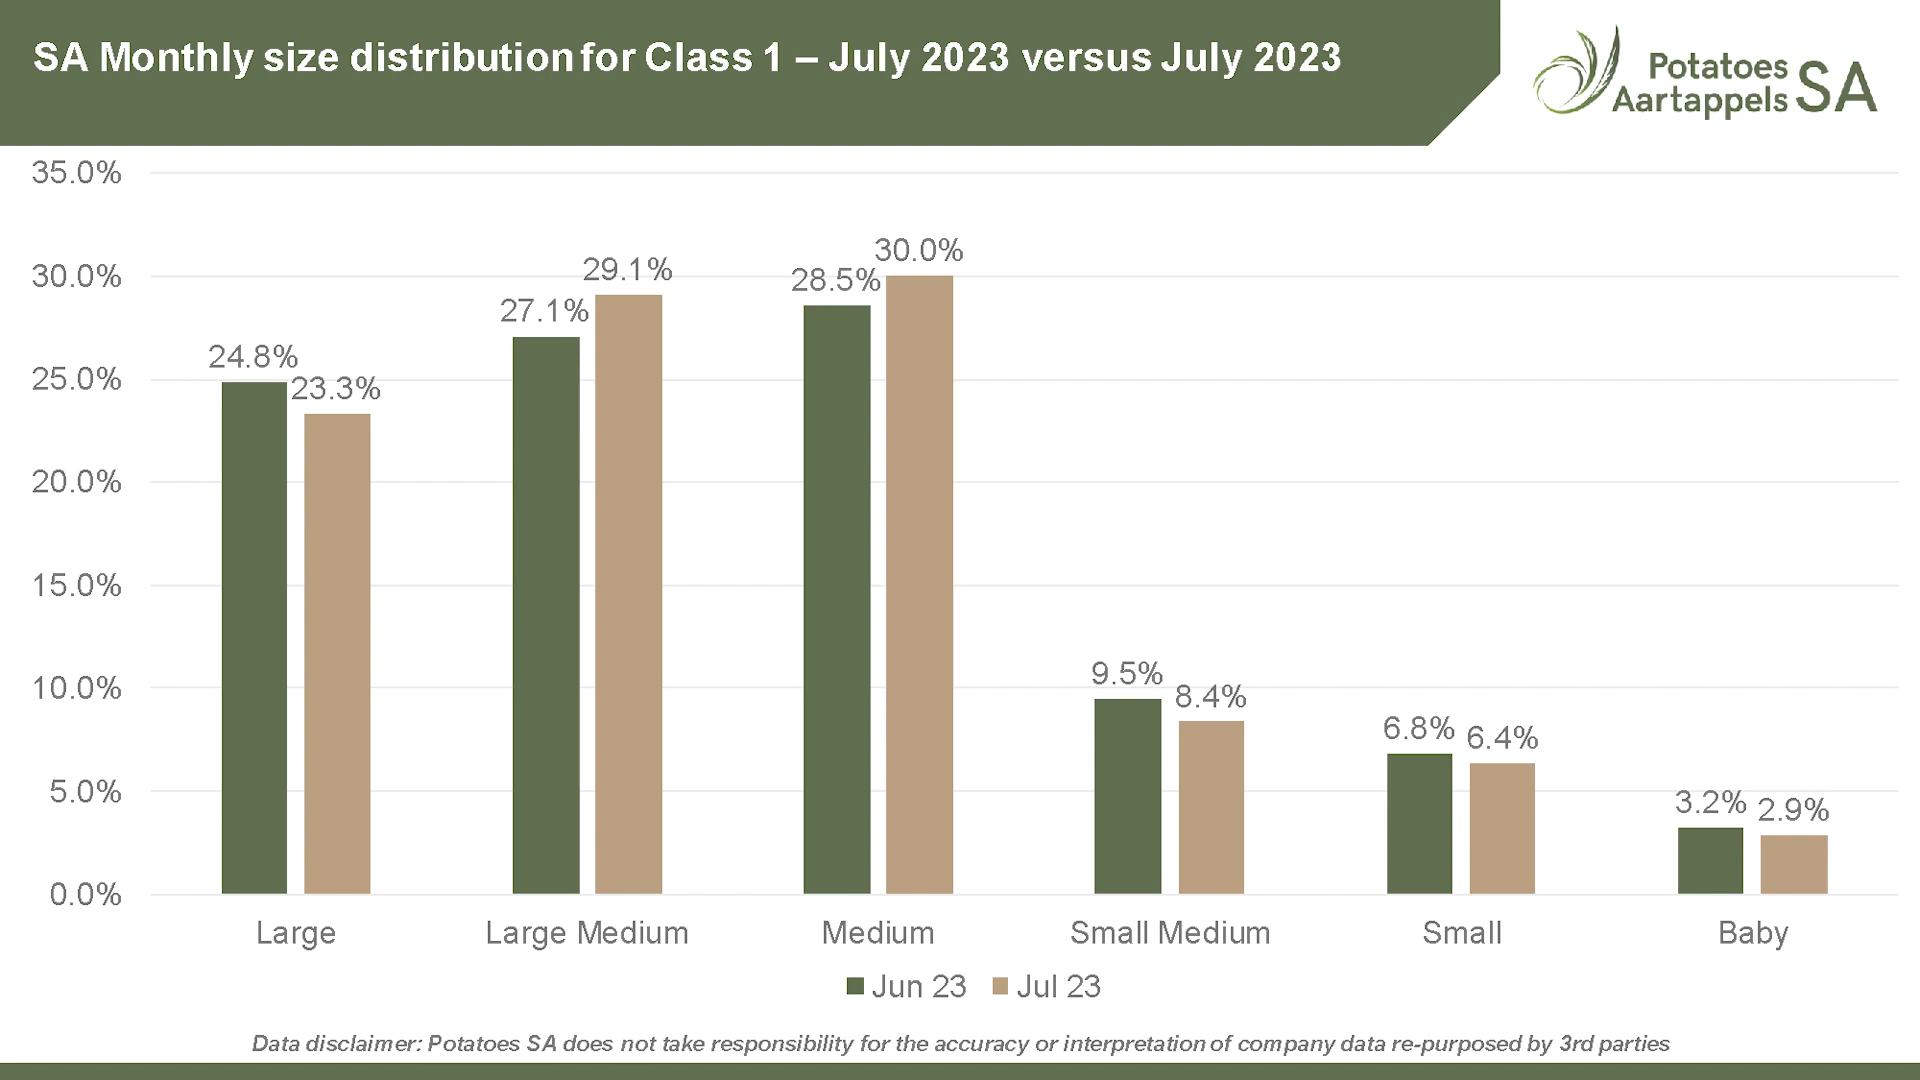 SA Monthly size distribution for Class 1 – July 2023 versus July 2023
Potatoes
Aartappels SA
35.0%
30.0%
25.0%
20.0%
15.0%
10.0%
5.0%
0.0%
24.8%
23.3%
27.1%
29.1%
28.5%
30.0%
9.5%
8.4%
6.8%
6.4%
3.2%
2.9%
Large
Large Medium
Medium
Small Medium
Small
Baby
Jun 23
Jul 23
Data disclaimer: Potatoes SA does not take responsibility for the accuracy or interpretation of company data re-purposed by 3rd parties